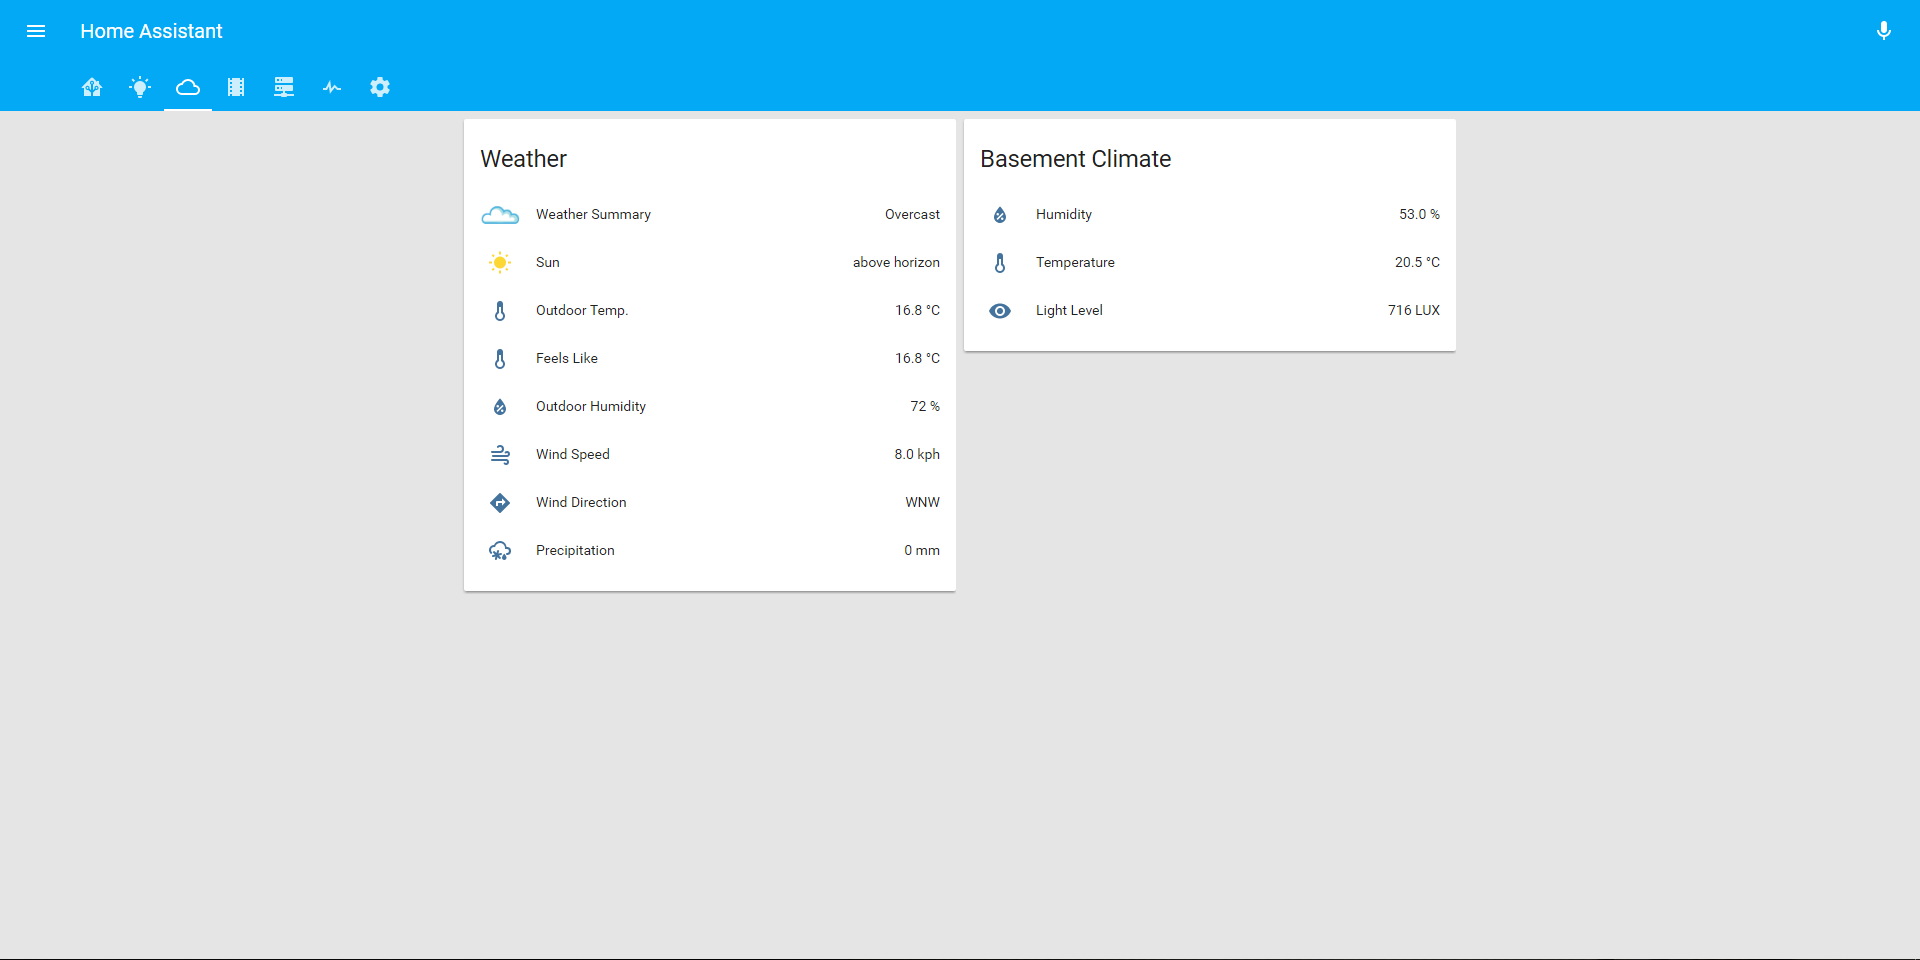 Home Assistant
Weather
Weather Summary Overcast
Sun above horizon
Outdoor Temp. 16.8 °C
Feels Like 16.8 °C
Outdoor Humidity 72 %
Wind Speed 8.0 kph
Wind Direction WNW
Precipitation 0 mm
Basement Climate
Humidity 53.0 %
Temperature 20.5 °C
Light Level 716 LUX